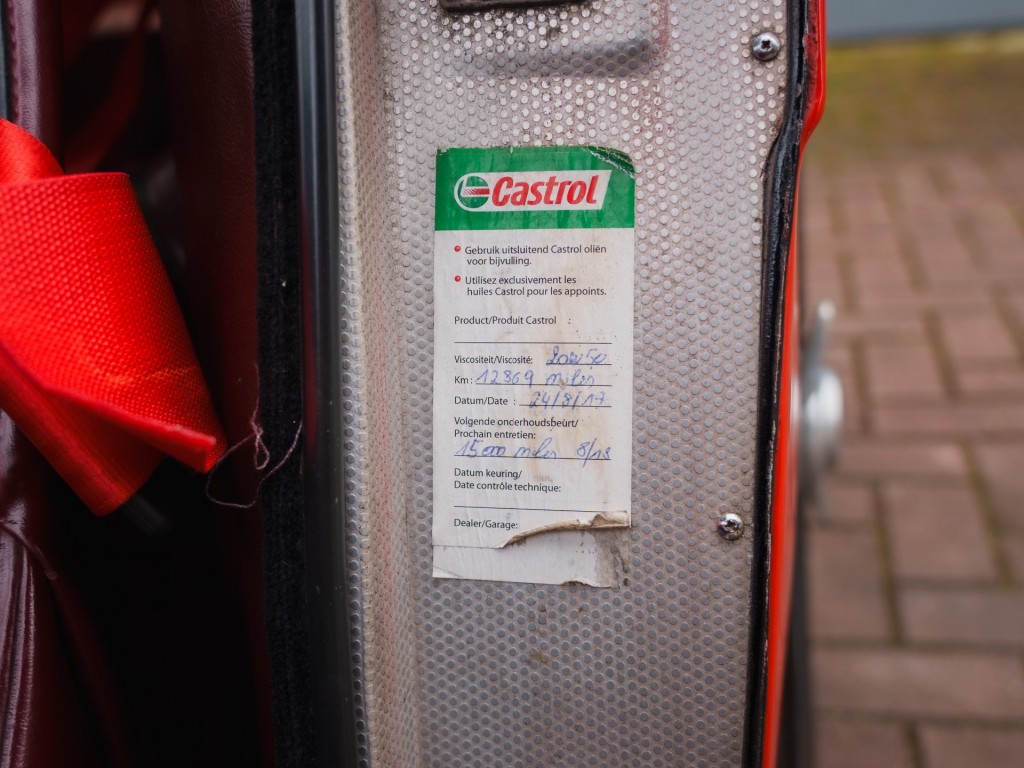 Castrol
Gebruik uitsluitend Castrol oliën
voor bijvulling.
Utilisez exclusivement les
huiles Castrol pour les appoints.
Product/Produit Castrol :
Viscositeit/Viscosité: 20W50
Km: 12869 miles
Datum/Date : 24/8/17
Volgende onderhoudsbeurt/
Prochain entretien:
15000 miles 8/18
Datum keuring/
Date contrôle technique:
Dealer/Garage: